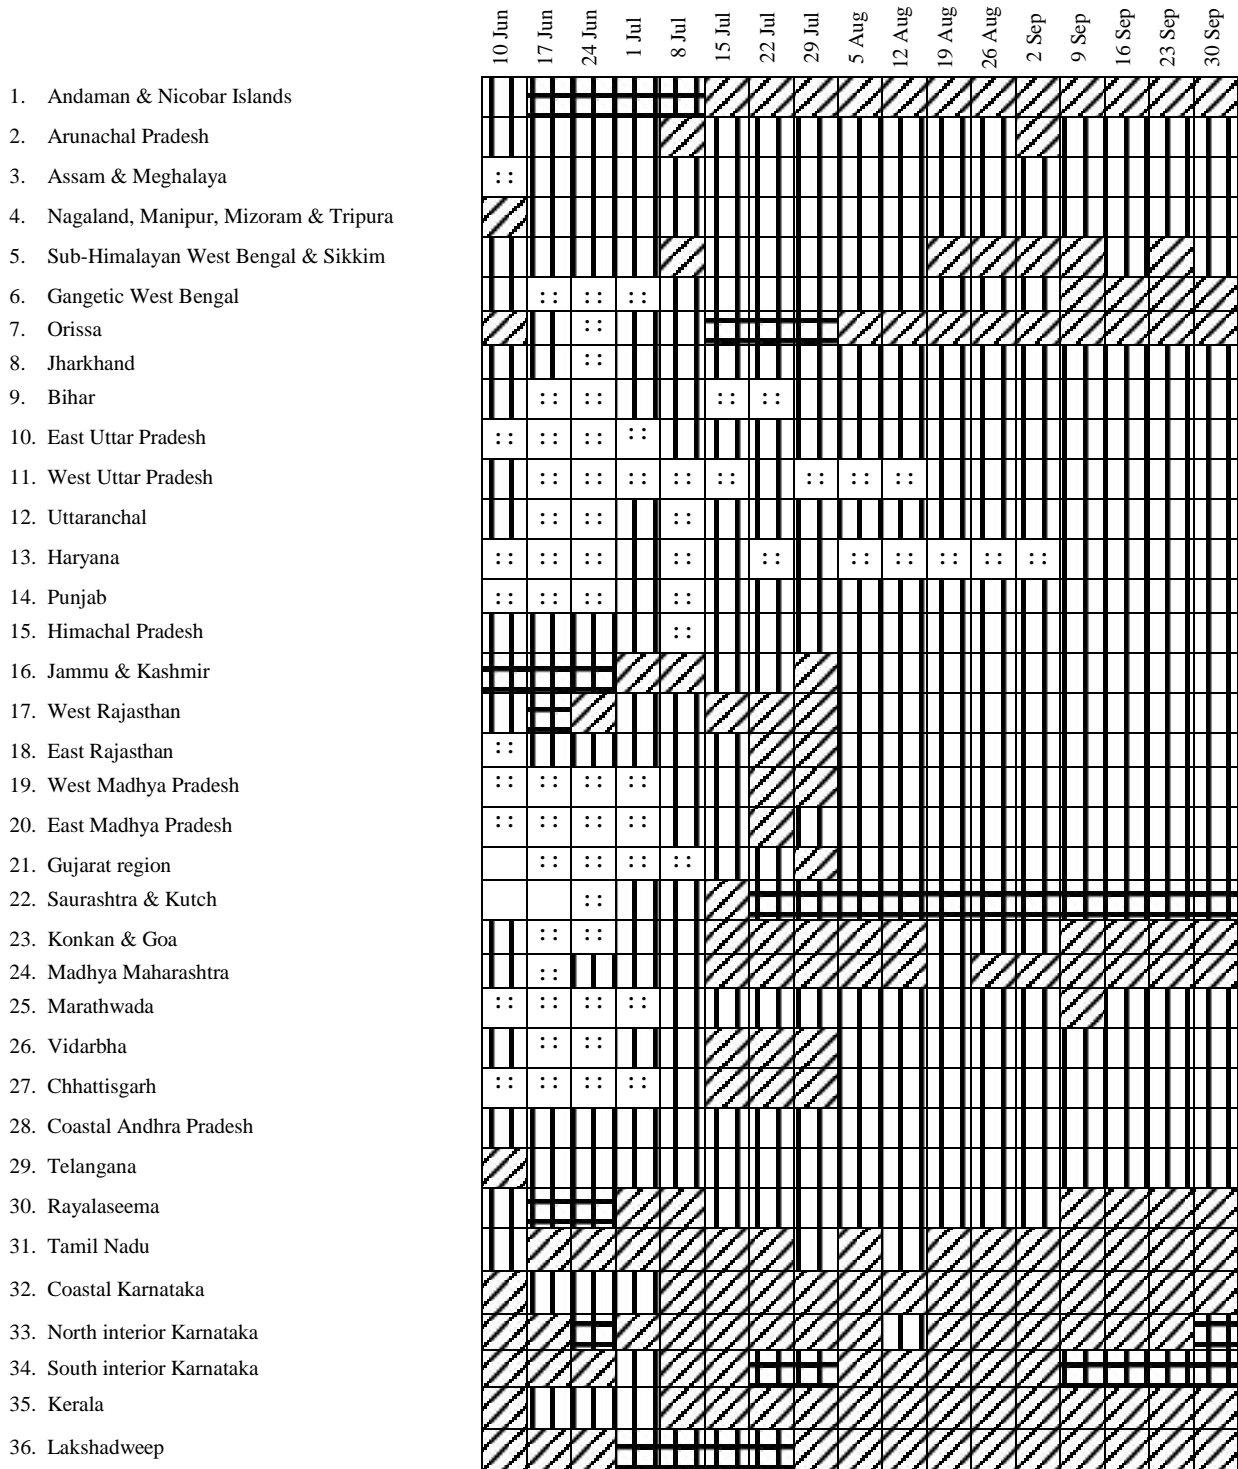 10 Jun 17 Jun 24 Jun 1 Jul 8 Jul 15 Jul 22 Jul 29 Jul 5 Aug 12 Aug 19 Aug 26 Aug 2 Sep 9 Sep 16 Sep 23 Sep 30 Sep
1. Andaman & Nicobar Islands
2. Arunachal Pradesh
3. Assam & Meghalaya ::
4. Nagaland, Manipur, Mizoram & Tripura
5. Sub-Himalayan West Bengal & Sikkim
6. Gangetic West Bengal :: :: ::
7. Orissa ::
8. Jharkhand ::
9. Bihar :: :: :: ::
10. East Uttar Pradesh :: :: :: ::
11. West Uttar Pradesh :: :: :: :: :: :: :: ::
12. Uttaranchal :: :: ::
13. Haryana :: :: :: :: :: :: :: :: :: ::
14. Punjab :: :: :: ::
15. Himachal Pradesh ::
16. Jammu & Kashmir
17. West Rajasthan
18. East Rajasthan ::
19. West Madhya Pradesh :: :: :: ::
20. East Madhya Pradesh :: :: :: ::
21. Gujarat region :: :: :: ::
22. Saurashtra & Kutch ::
23. Konkan & Goa :: ::
24. Madhya Maharashtra ::
25. Marathwada :: :: :: ::
26. Vidarbha :: ::
27. Chhattisgarh :: :: :: ::
28. Coastal Andhra Pradesh
29. Telangana
30. Rayalaseema
31. Tamil Nadu
32. Coastal Karnataka
33. North interior Karnataka
34. South interior Karnataka
35. Kerala
36. Lakshadweep